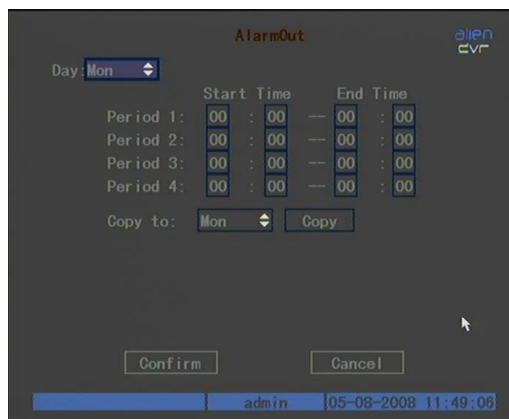 AlarmOut
alien
dvr
Day: Mon
Start Time End Time
Period 1: 00 : 00 -- 00 : 00
Period 2: 00 : 00 -- 00 : 00
Period 3: 00 : 00 -- 00 : 00
Period 4: 00 : 00 -- 00 : 00
Copy to: Mon Copy
Confirm Cancel
admin 05-08-2008 11:49:06